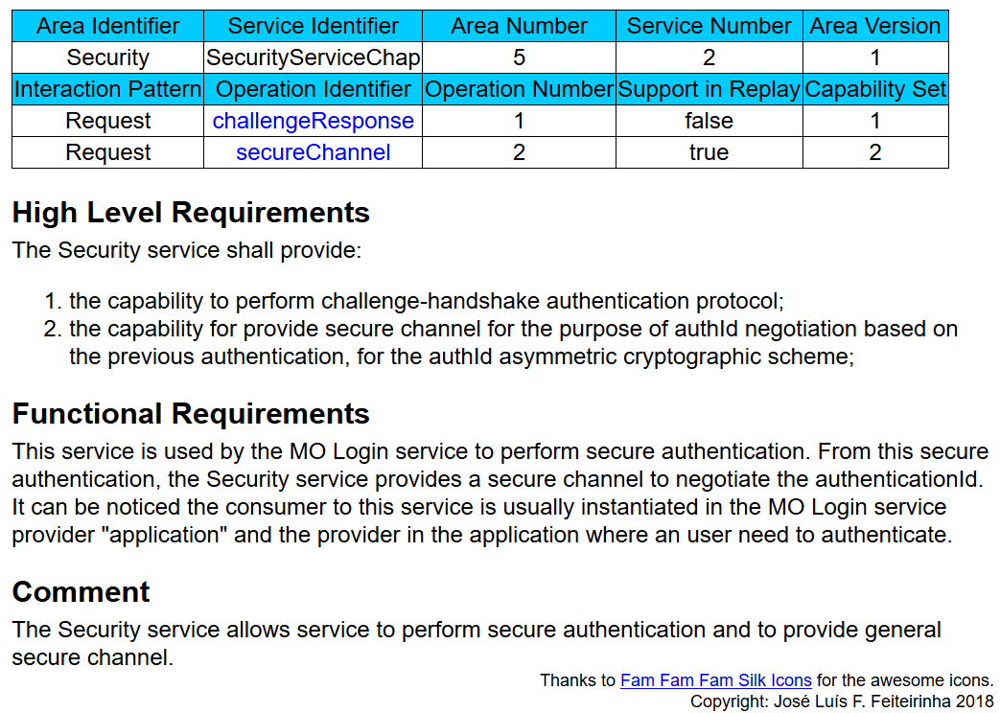 Area Identifier Service Identifier Area Number Service Number Area Version
Security SecurityServiceChap 5 2 1
Interaction Pattern Operation Identifier Operation Number Support in Replay Capability Set
Request challengeResponse 1 false 1
Request secureChannel 2 true 2
High Level Requirements
The Security service shall provide:
1. the capability to perform challenge-handshake authentication protocol;
2. the capability for provide secure channel for the purpose of authId negotiation based on
the previous authentication, for the authId asymmetric cryptographic scheme;
Functional Requirements
This service is used by the MO Login service to perform secure authentication. From this secure
authentication, the Security service provides a secure channel to negotiate the authenticationId.
It can be noticed the consumer to this service is usually instantiated in the MO Login service
provider "application" and the provider in the application where an user need to authenticate.
Comment
The Security service allows service to perform secure authentication and to provide general
secure channel.
Thanks to Fam Fam Fam Silk Icons for the awesome icons.
Copyright: José Luís F. Feiteirinha 2018